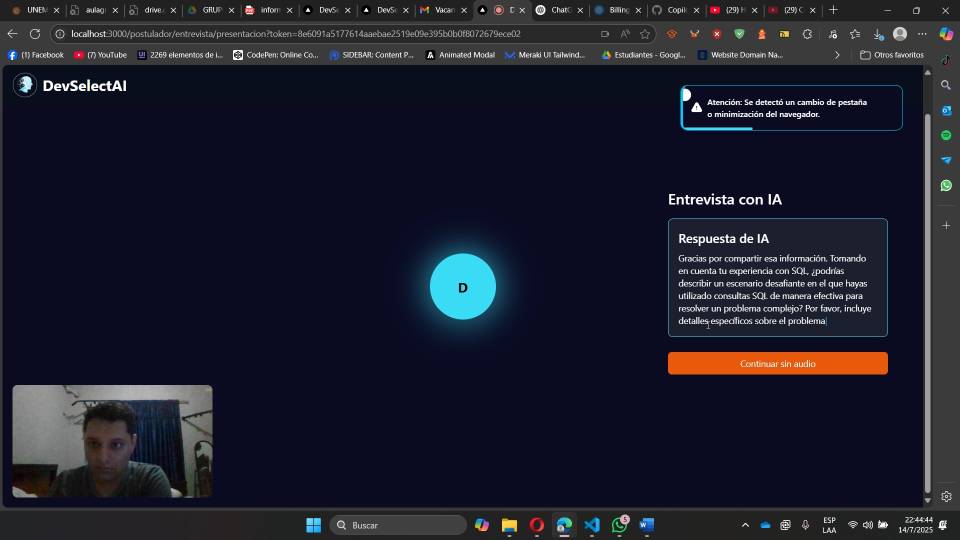 UNEM
aulag
drive.
GRUP
infor
DevSe
DevSe
Vacan
D
ChatG
Billing
Copil
(29) H
(29) C
localhost:3000/postulador/entrevista/presentacion?token=8e6091a5177614aaebae2519e09e395b0b0f8072679ece02
(1) Facebook
(7) YouTube
2269 elementos de i...
CodePen: Online Co...
SIDEBAR: Content P...
Animated Modal
Meraki UI Tailwind...
Estudiantes - Googl...
Website Domain Na...
Otros favoritos
DevSelectAI
Atención: Se detectó un cambio de pestaña
o minimización del navegador.
Entrevista con IA
Respuesta de IA
Gracias por compartir esa información. Tomando
en cuenta tu experiencia con SQL, ¿podrías
describir un escenario desafiante en el que hayas
utilizado consultas SQL de manera efectiva para
resolver un problema complejo? Por favor, incluye
detalles específicos sobre el problema
D
Continuar sin audio
Buscar
5
ESP
LAA
22:44:44
14/7/2025